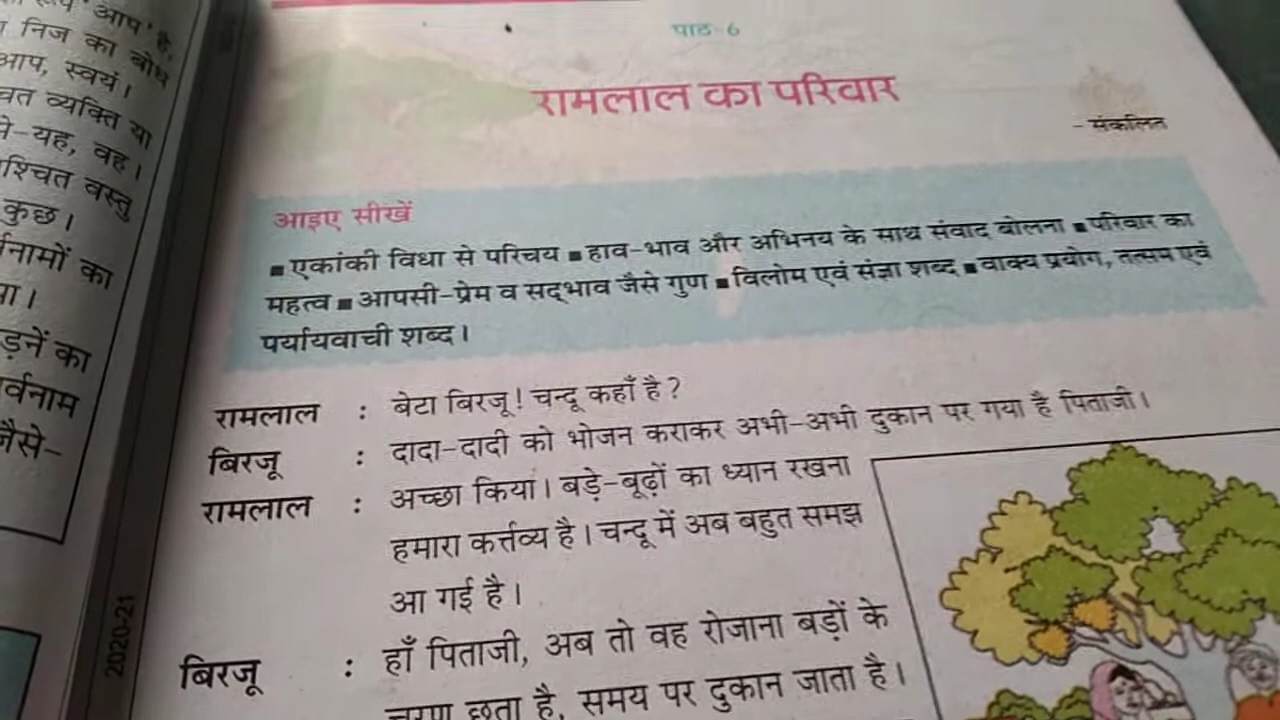 आप' है,
निज का बोध
आप, स्वयं।
व्यक्ति या
-यह, वह।
वस्तु
कुछ।
का
का
जैसे-
2020-21
पाठ 6
रामलाल का परिवार
- संकलित
आइए सीखें
■ एकांकी विधा से परिचय ■ हाव-भाव और अभिनय के साथ संवाद बोलना ■ परिवार का
महत्व ■ आपसी-प्रेम व सद्‌भाव जैसे गुण ■ विलोम एवं संज्ञा शब्द ■ वाक्य प्रयोग, तत्सम एवं
पर्यायवाची शब्द।
रामलाल : बेटा बिरजू! चन्दू कहाँ है?
बिरजू : दादा-दादी को भोजन कराकर अभी-अभी दुकान पर गया है पिताजी।
रामलाल : अच्छा किया। बड़े-बूढ़ों का ध्यान रखना
हमारा कर्त्तव्य है। चन्दू में अब बहुत समझ
आ गई है।
बिरजू : हाँ पिताजी, अब तो वह रोजाना बड़ों के
चरण छूता है, समय पर दुकान जाता है।